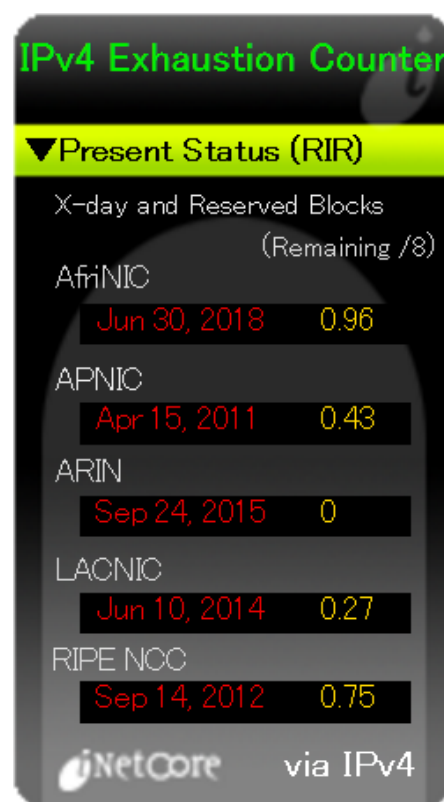 IPv4 Exhaustion Counter
▼Present Status (RIR)
X-day and Reserved Blocks
(Remaining /8)
AfriNIC
Jun 30, 2018 0.96
APNIC
Apr 15, 2011 0.43
ARIN
Sep 24, 2015 0
LACNIC
Jun 10, 2014 0.27
RIPE NCC
Sep 14, 2012 0.75
iNetCore via IPv4